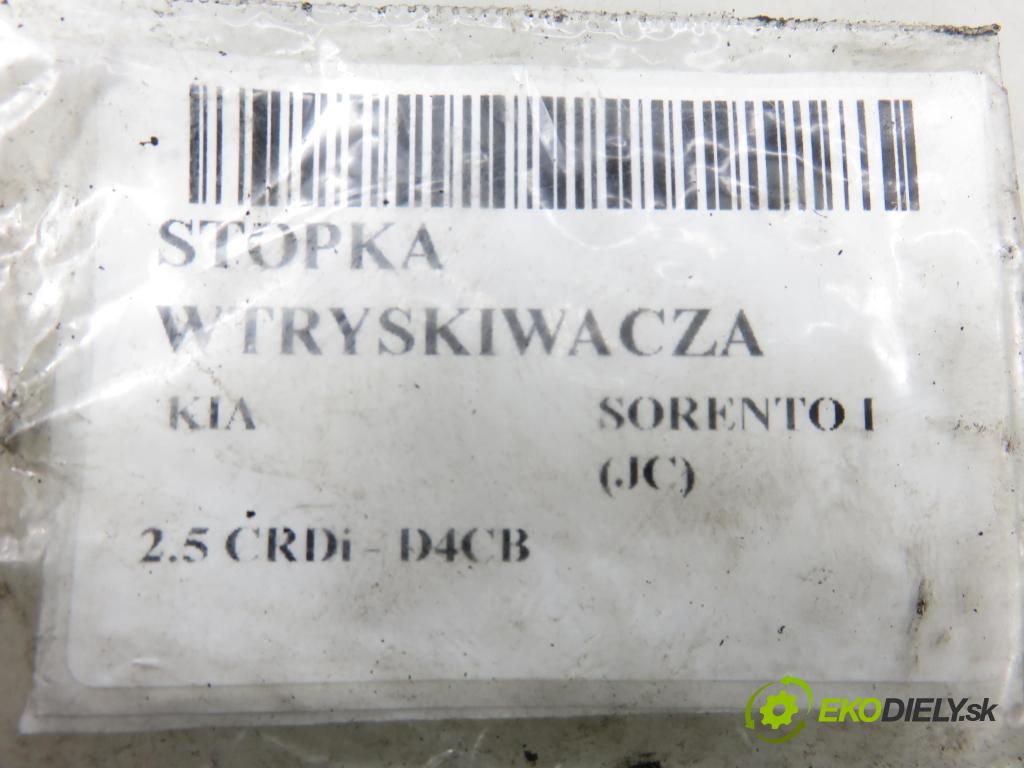 STOPKA
WTRYSKIWACZA
KIA SORENTO I
(JC)
2.5 CRDi - D4CB
EKODIELY.sk